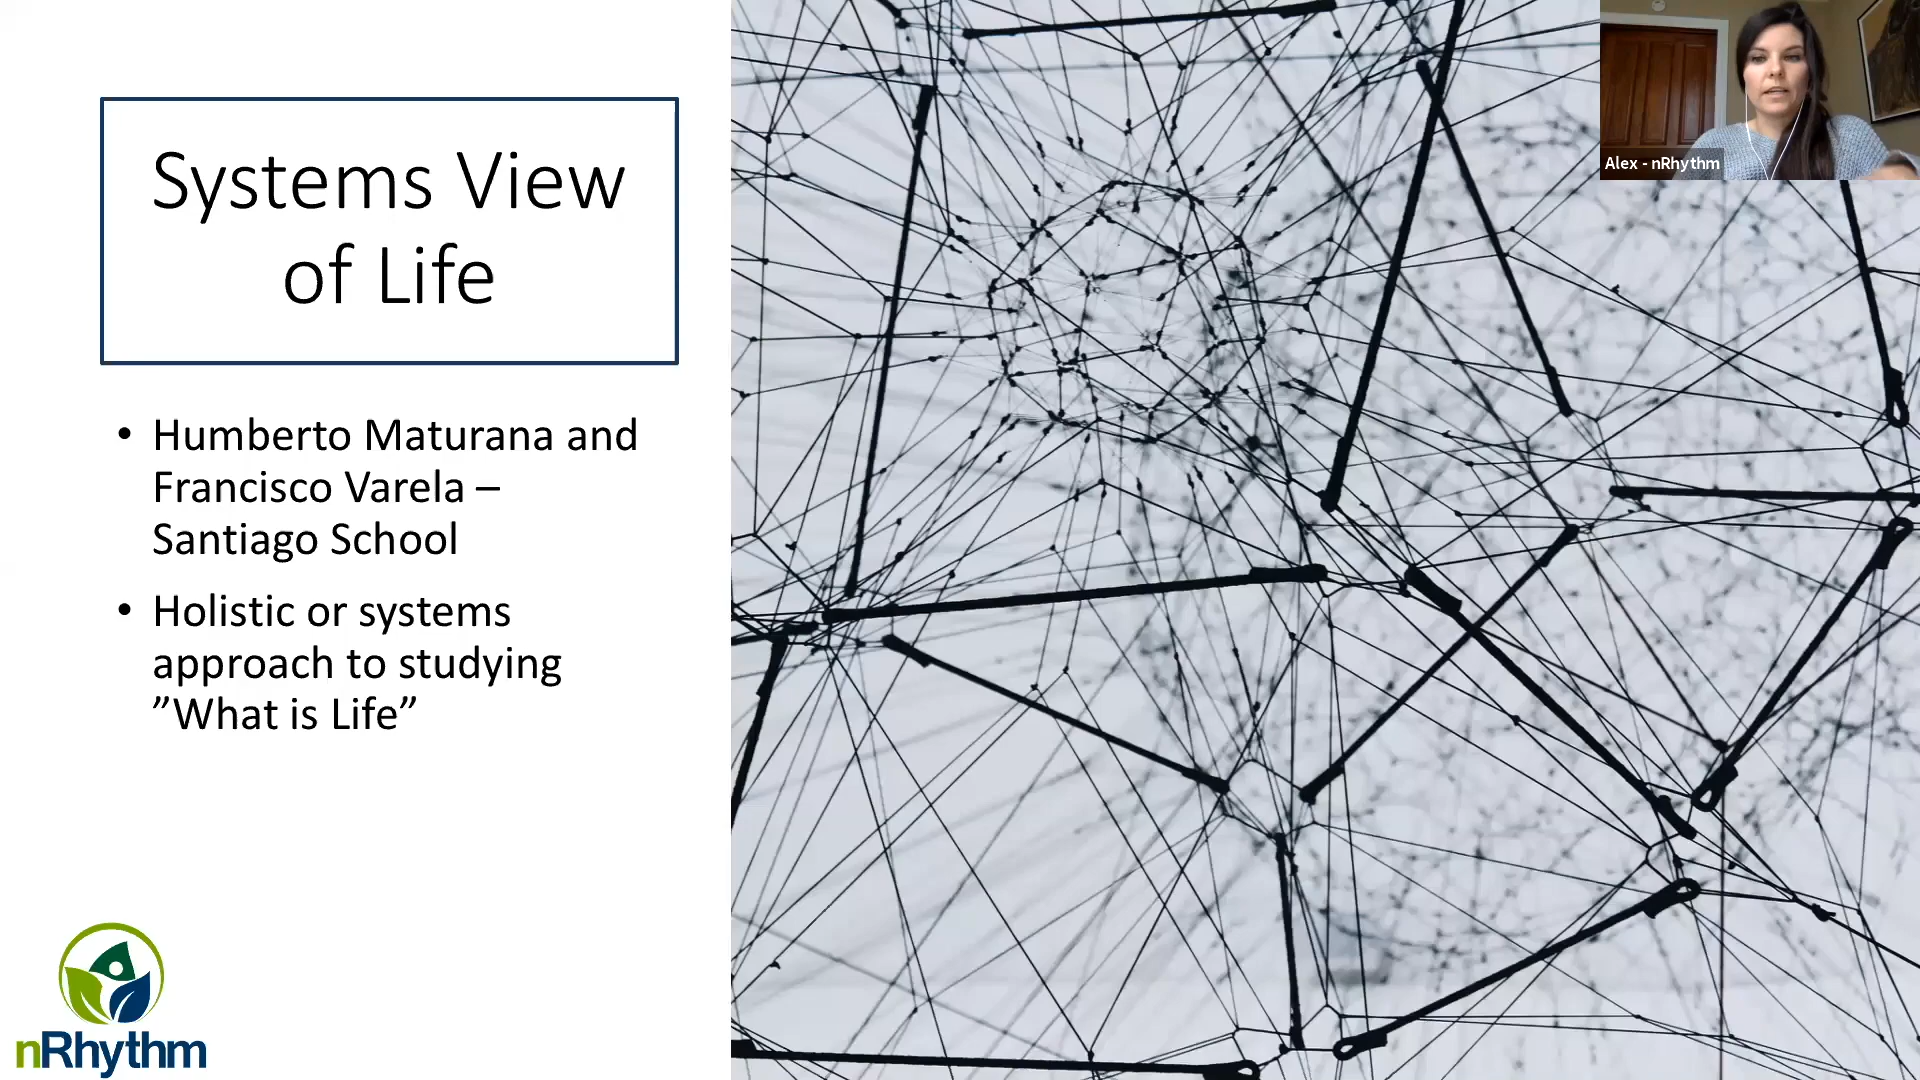 Systems View
of Life
• Humberto Maturana and
Francisco Varela –
Santiago School
• Holistic or systems
approach to studying
”What is Life”
nRhythm
Alex - nRhythm